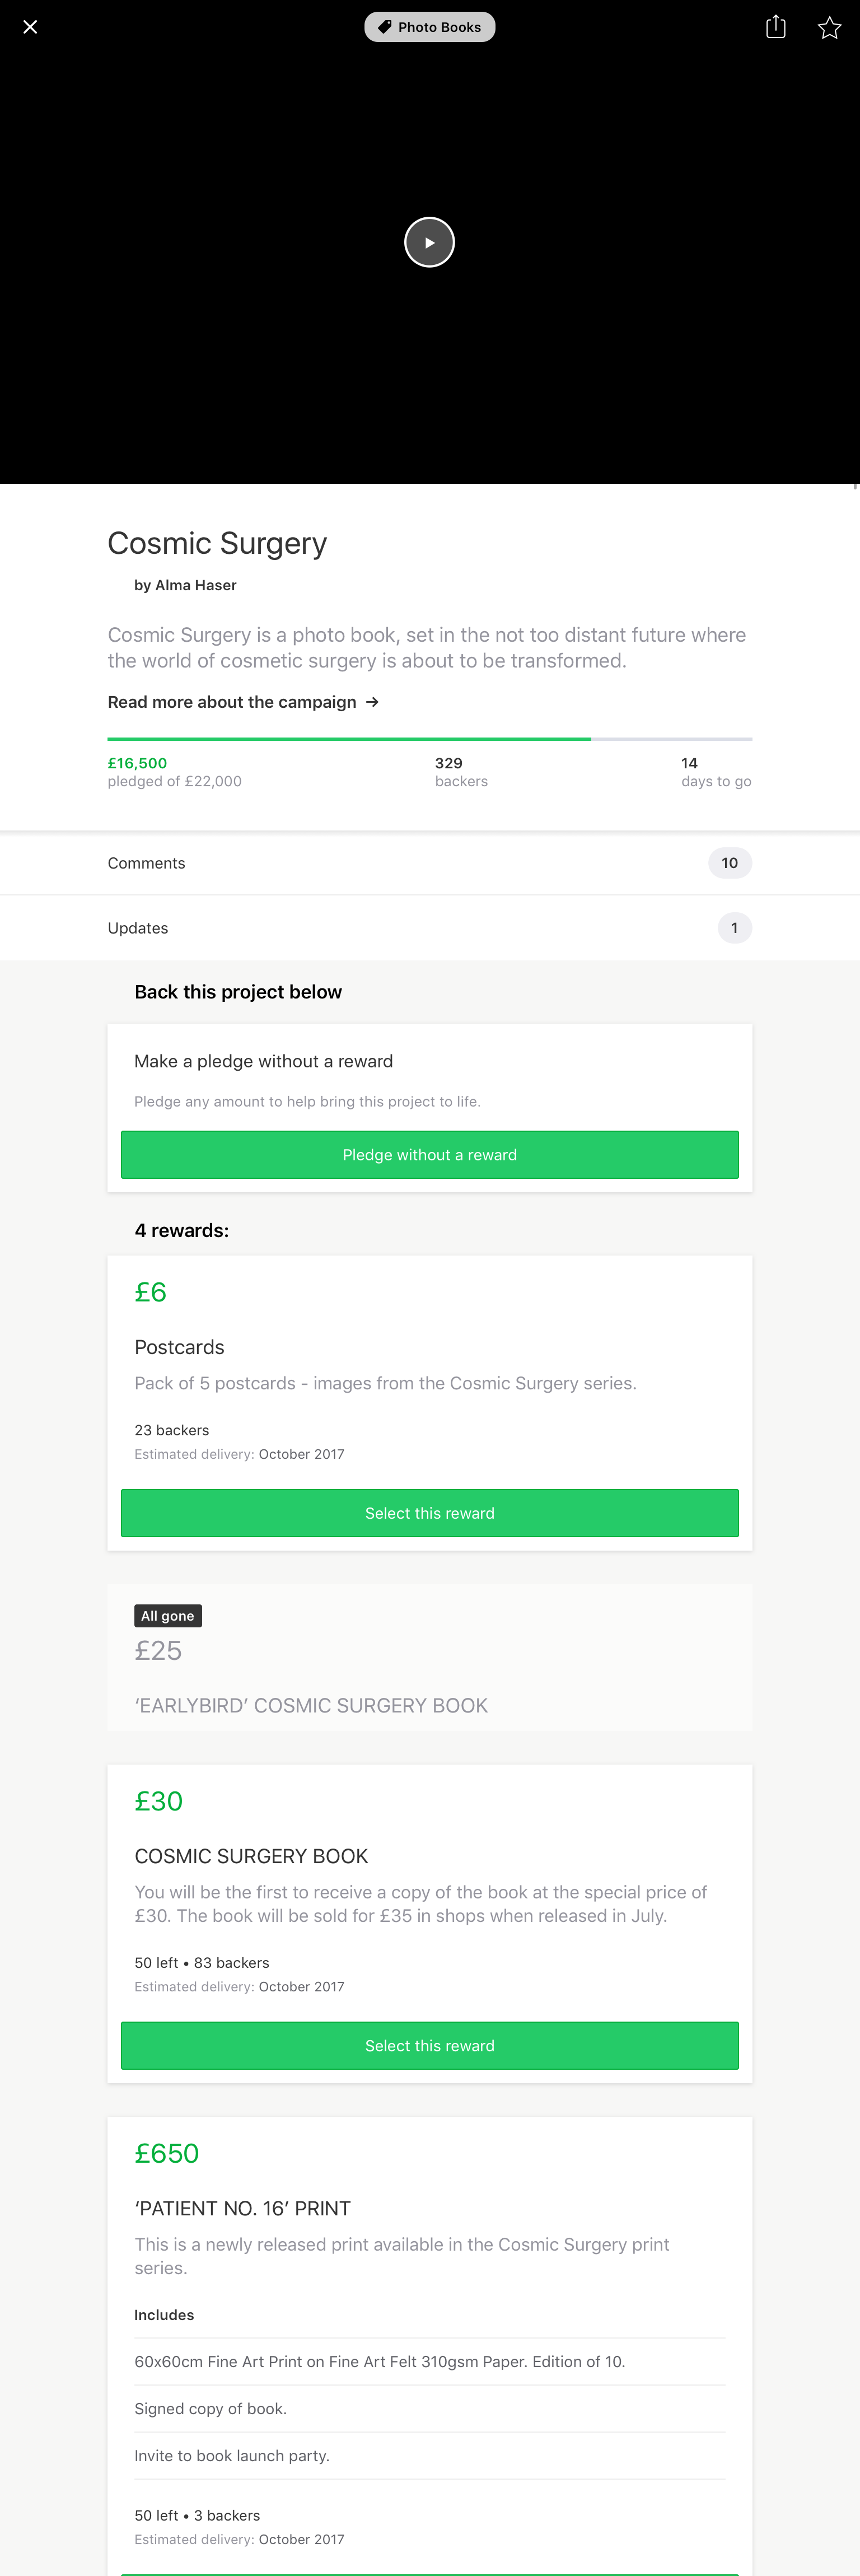 Photo Books
Cosmic Surgery
by Alma Haser
Cosmic Surgery is a photo book, set in the not too distant future where
the world of cosmetic surgery is about to be transformed.
Read more about the campaign →
£16,500
pledged of £22,000
329
backers
14
days to go
Comments
10
Updates
1
Back this project below
Make a pledge without a reward
Pledge any amount to help bring this project to life.
Pledge without a reward
4 rewards:
£6
Postcards
Pack of 5 postcards - images from the Cosmic Surgery series.
23 backers
Estimated delivery: October 2017
Select this reward
All gone
£25
‘EARLYBIRD’ COSMIC SURGERY BOOK
£30
COSMIC SURGERY BOOK
You will be the first to receive a copy of the book at the special price of
£30. The book will be sold for £35 in shops when released in July.
50 left • 83 backers
Estimated delivery: October 2017
Select this reward
£650
‘PATIENT NO. 16’ PRINT
This is a newly released print available in the Cosmic Surgery print
series.
Includes
60x60cm Fine Art Print on Fine Art Felt 310gsm Paper. Edition of 10.
Signed copy of book.
Invite to book launch party.
50 left • 3 backers
Estimated delivery: October 2017